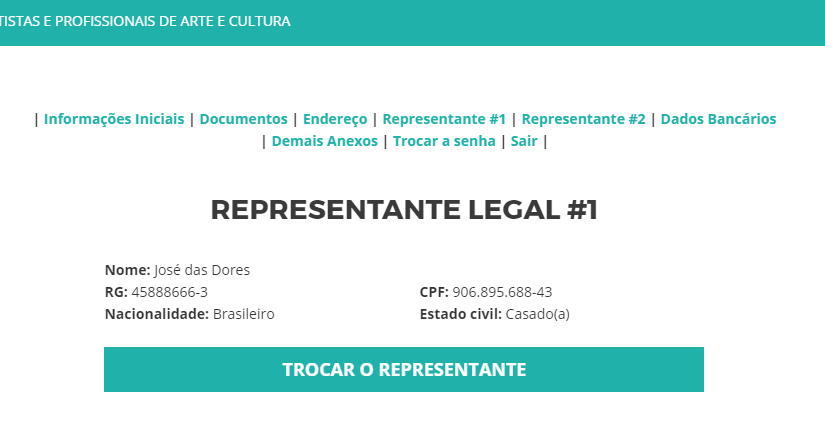 TISTAS E PROFISSIONAIS DE ARTE E CULTURA
| Informações Iniciais | Documentos | Endereço | Representante #1 | Representante #2 | Dados Bancários
| Demais Anexos | Trocar a senha | Sair |
REPRESENTANTE LEGAL #1
Nome: José das Dores
RG: 45888666-3 CPF: 906.895.688-43
Nacionalidade: Brasileiro Estado civil: Casado(a)
TROCAR O REPRESENTANTE